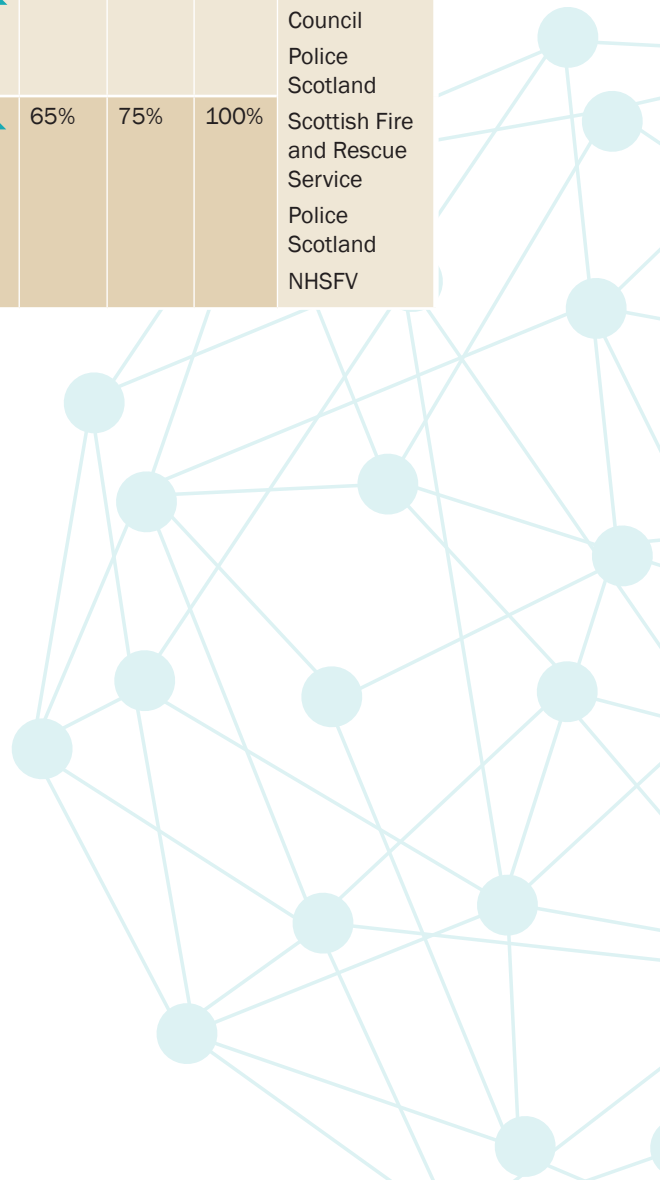 Council
Police
Scotland
65% 75% 100% Scottish Fire
and Rescue
Service
Police
Scotland
NHSFV